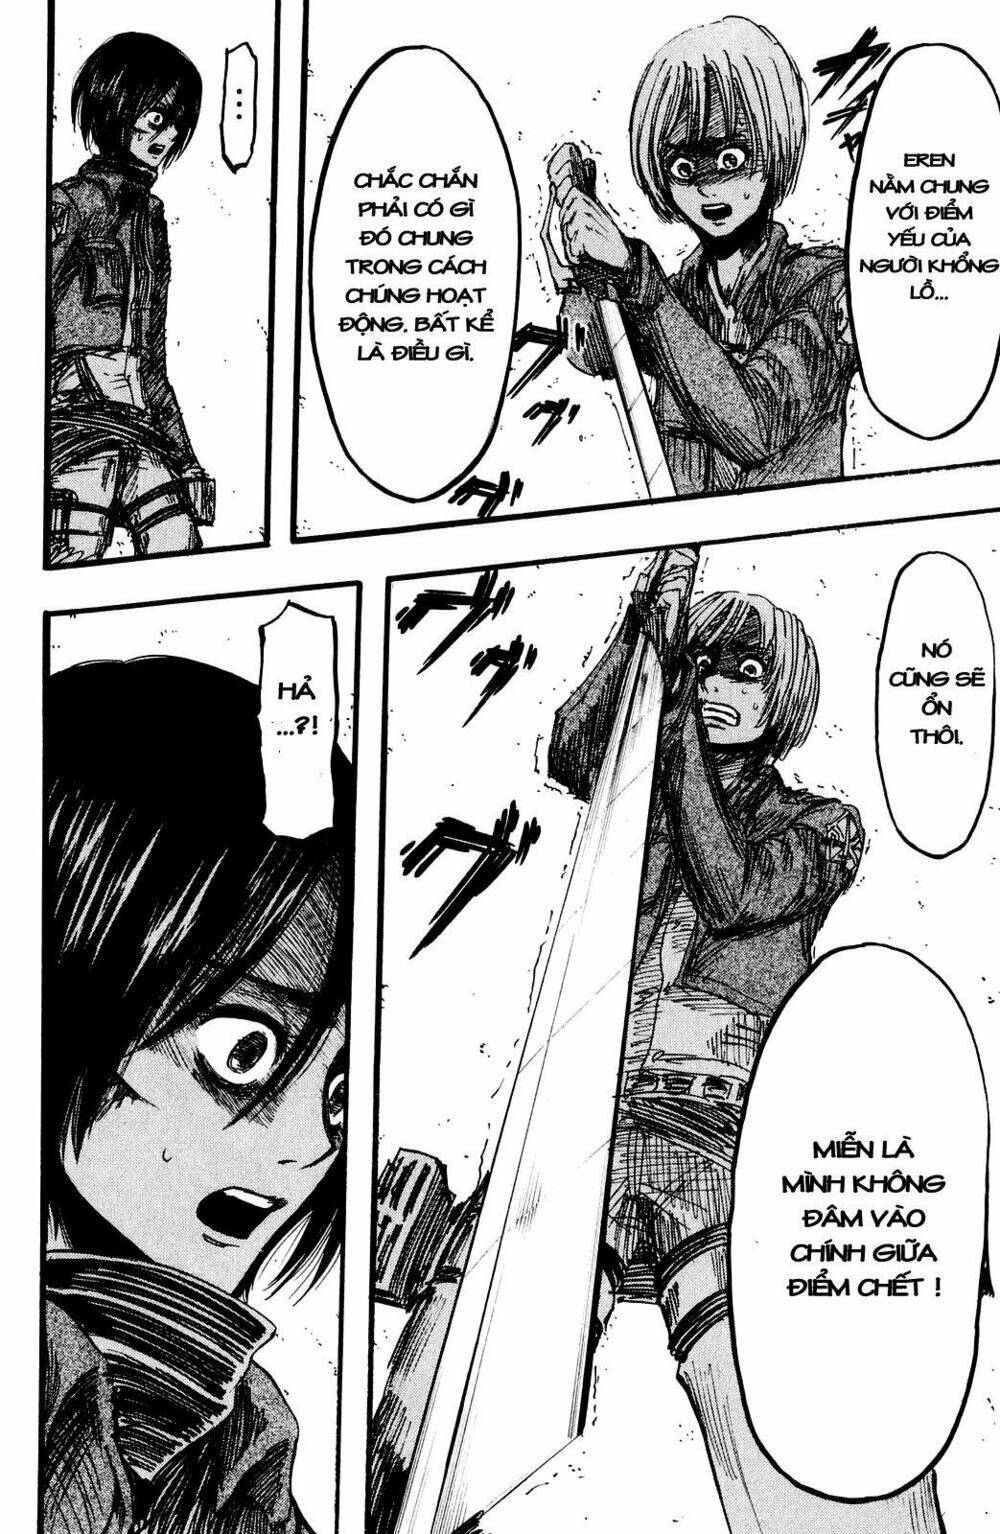 EREN
NẰM CHUNG
VỚI ĐIỂM
YẾU CỦA
NGƯỜI KHỔNG
LỒ...
CHẮC CHẮN
PHẢI CÓ GÌ
ĐÓ CHUNG
TRONG CÁCH
CHÚNG HOẠT
ĐỘNG. BẤT KỂ
LÀ ĐIỀU GÌ.
...
NÓ
CŨNG SẼ
ỔN
THÔI.
MIỄN LÀ
MÌNH KHÔNG
ĐÂM VÀO
CHÍNH GIỮA
ĐIỂM CHẾT !
HẢ
...?!